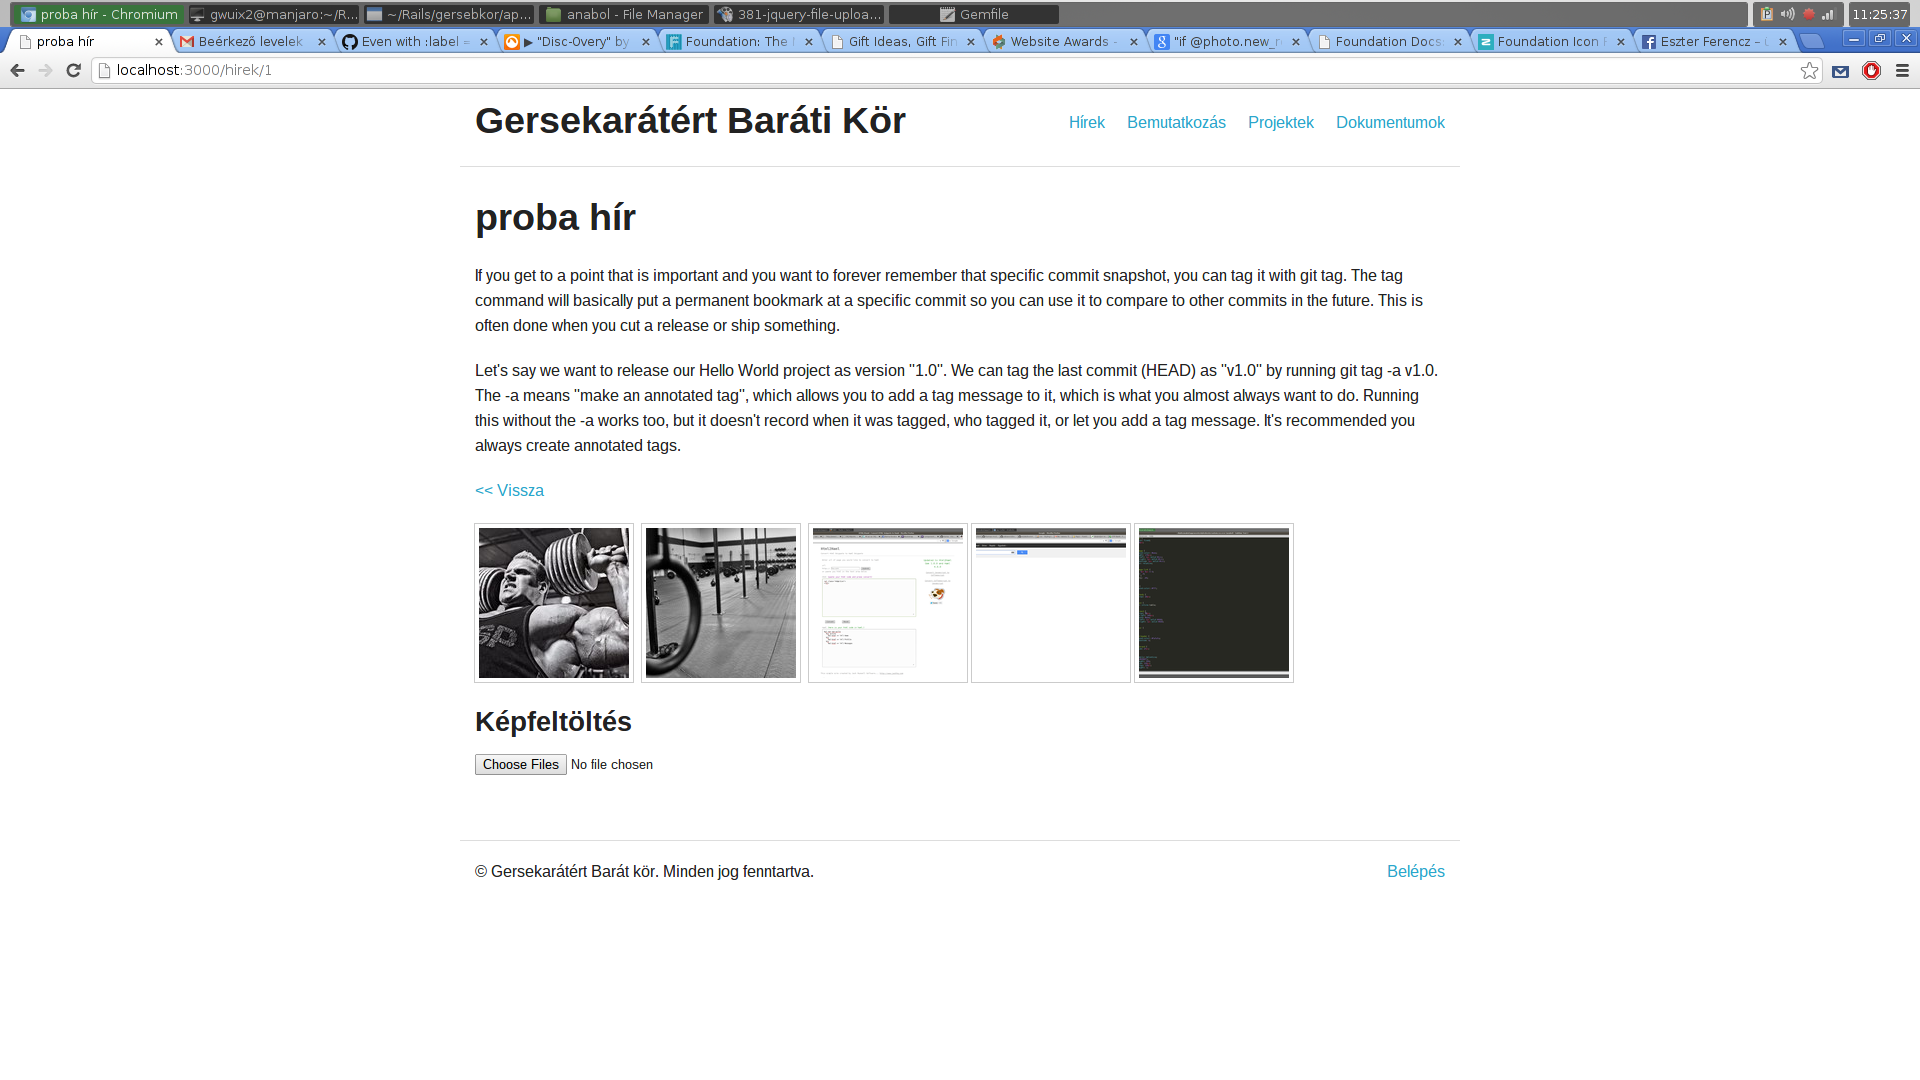 proba hír - Chromium
gwuix2@manjaro:~/R...
~/Rails/gersebkor/ap...
anabol - File Manager
381-jquery-file-uploa...
Gemfile
11:25:37
proba hír
Beérkező levelek
Even with :label =
▶ "Disc-Overy" by
Foundation: The
Gift Ideas, Gift Fin
Website Awards -
"if @photo.new_r
Foundation Docs
Foundation Icon
Eszter Ferencz –
localhost:3000/hirek/1
Gersekarátért Baráti Kör
Hírek
Bemutatkozás
Projektek
Dokumentumok
proba hír
If you get to a point that is important and you want to forever remember that specific commit snapshot, you can tag it with git tag. The tag
command will basically put a permanent bookmark at a specific commit so you can use it to compare to other commits in the future. This is
often done when you cut a release or ship something.
Let's say we want to release our Hello World project as version "1.0". We can tag the last commit (HEAD) as "v1.0" by running git tag -a v1.0.
The -a means "make an annotated tag", which allows you to add a tag message to it, which is what you almost always want to do. Running
this without the -a works too, but it doesn't record when it was tagged, who tagged it, or let you add a tag message. It's recommended you
always create annotated tags.
<< Vissza
Képfeltöltés
Choose Files No file chosen
© Gersekarátért Barát kör. Minden jog fenntartva.
Belépés